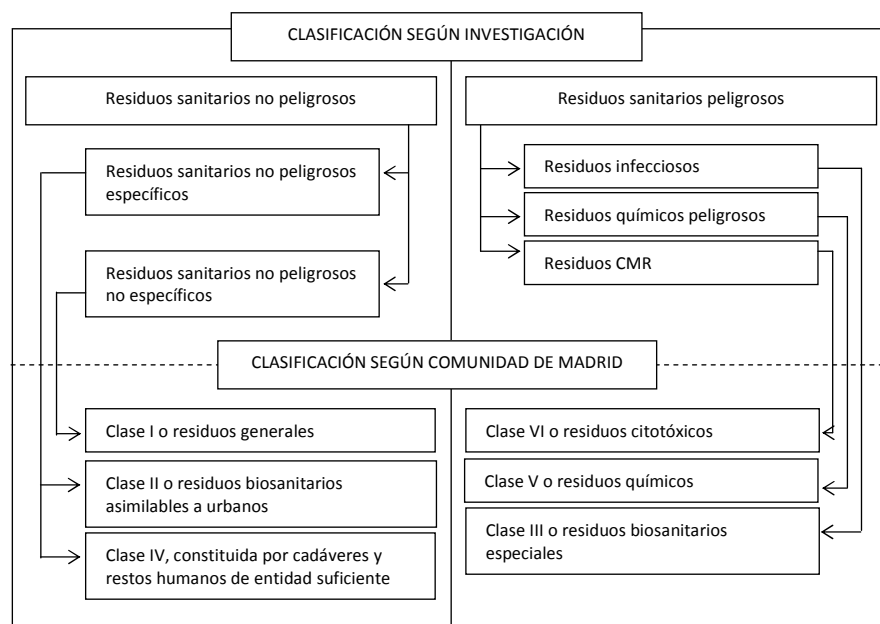 CLASIFICACIÓN SEGÚN INVESTIGACIÓN
Residuos sanitarios no peligrosos
Residuos sanitarios peligrosos
Residuos sanitarios no peligrosos
específicos
Residuos infecciosos
Residuos químicos peligrosos
Residuos CMR
Residuos sanitarios no peligrosos
no específicos
CLASIFICACIÓN SEGÚN COMUNIDAD DE MADRID
Clase I o residuos generales
Clase II o residuos biosanitarios
asimilables a urbanos
Clase IV, constituida por cadáveres y
restos humanos de entidad suficiente
Clase VI o residuos citotóxicos
Clase V o residuos químicos
Clase III o residuos biosanitarios
especiales